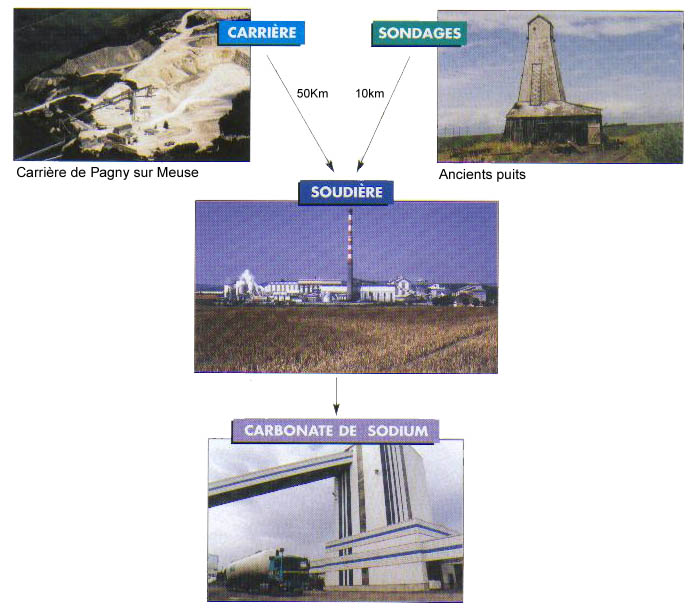 CARRIÈRE
SONDAGES
50Km
10km
Carrière de Pagny sur Meuse
Ancients puits
SOUDIÈRE
CARBONATE DE SODIUM